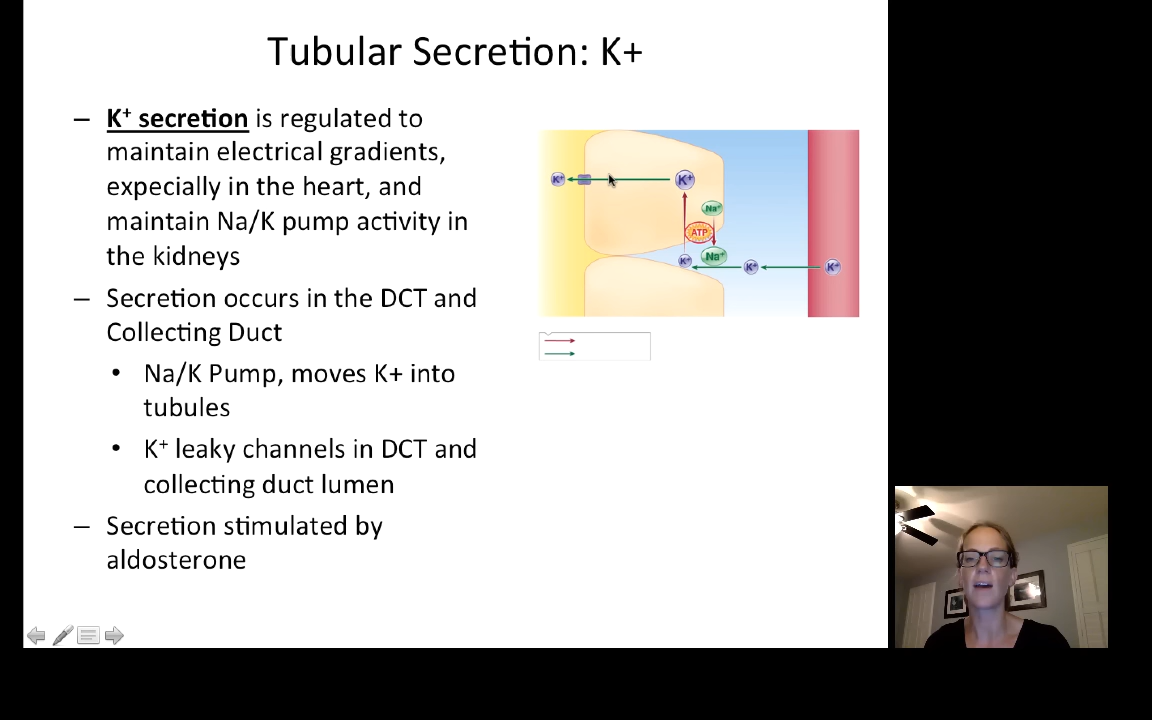 Tubular Secretion: K+
– K⁺ secretion is regulated to
maintain electrical gradients,
expecially in the heart, and
maintain Na/K pump activity in
the kidneys
– Secretion occurs in the DCT and
Collecting Duct
• Na/K Pump, moves K+ into
tubules
• K⁺ leaky channels in DCT and
collecting duct lumen
– Secretion stimulated by
aldosterone
K⁺ K⁺
Na⁺
ATP
K⁺ Na⁺ K⁺ K⁺